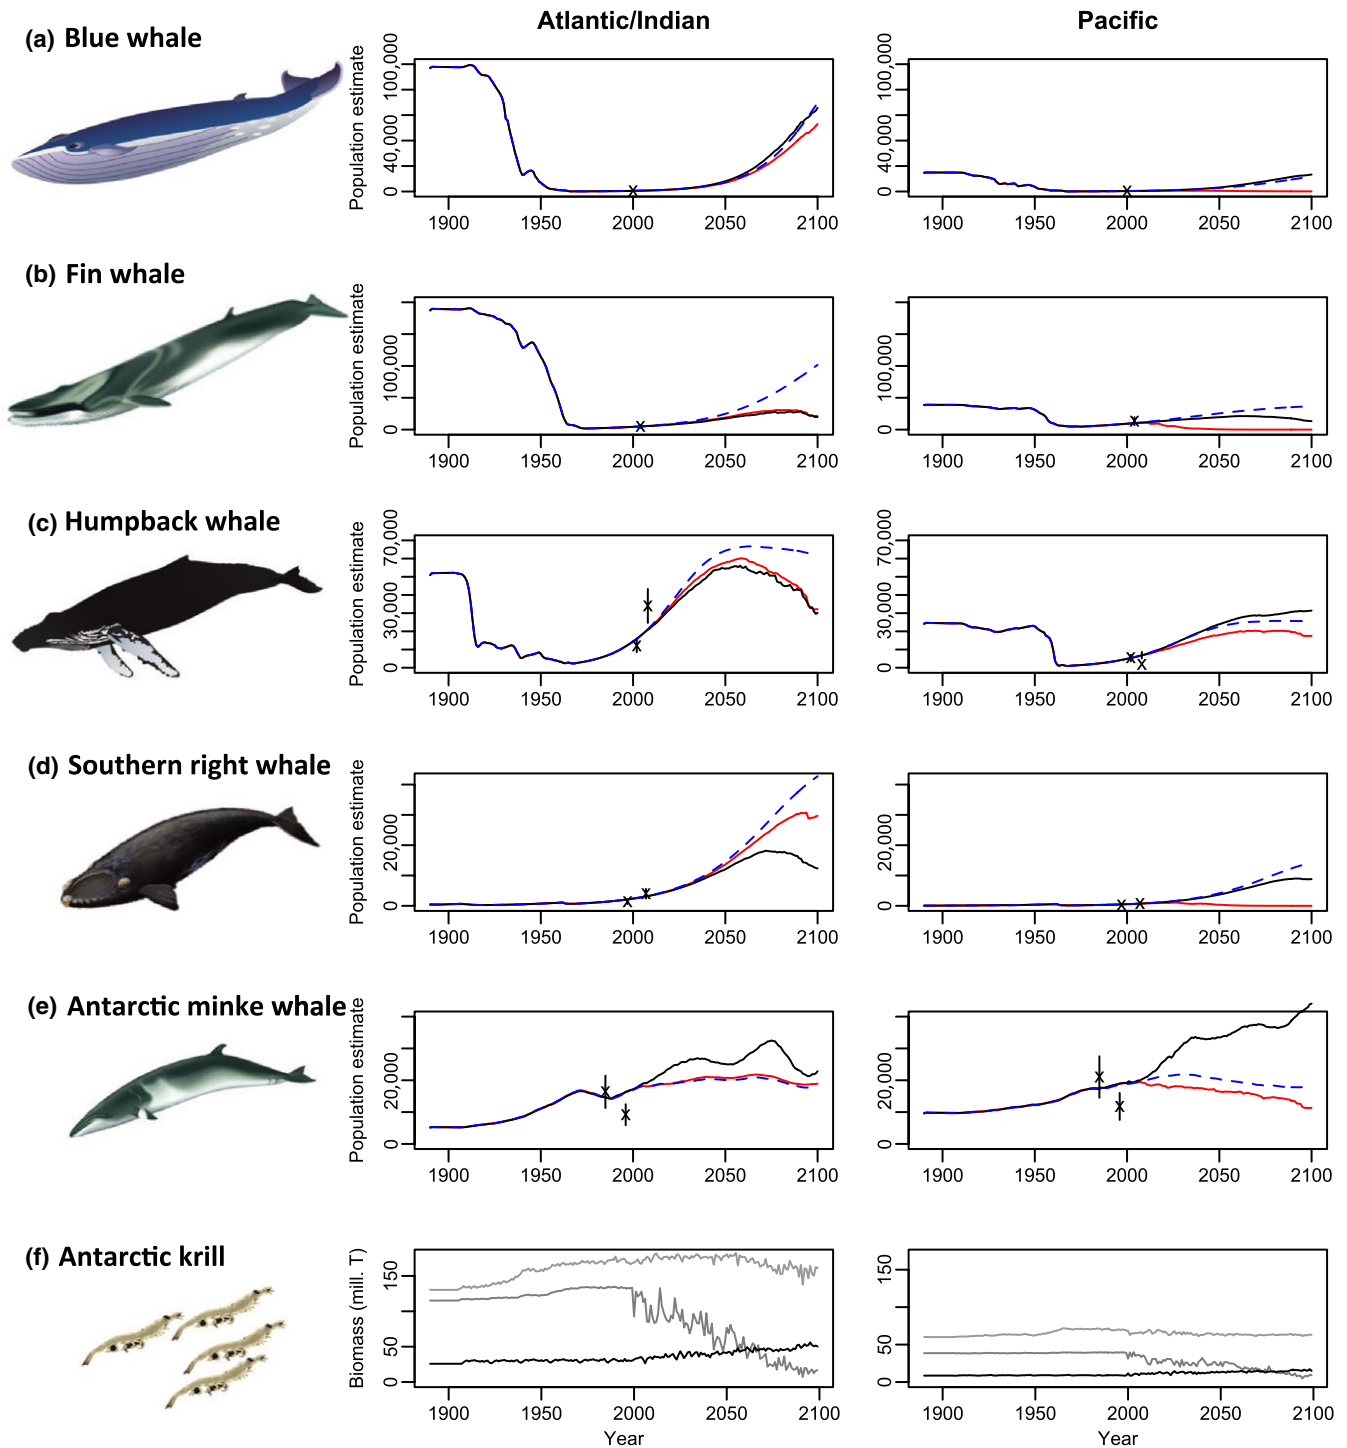 Atlantic/Indian Pacific
(a) Blue whale
Population estimate
0 40,000 100,000
1900 1950 2000 2050 2100
0 40,000 100,000
1900 1950 2000 2050 2100
(b) Fin whale
Population estimate
0 100,000
1900 1950 2000 2050 2100
0 100,000
1900 1950 2000 2050 2100
(c) Humpback whale
Population estimate
0 30,000 70,000
1900 1950 2000 2050 2100
0 30,000 70,000
1900 1950 2000 2050 2100
(d) Southern right whale
Population estimate
0 20,000
1900 1950 2000 2050 2100
0 20,000
1900 1950 2000 2050 2100
(e) Antarctic minke whale
Population estimate
0 20,000
1900 1950 2000 2050 2100
0 20,000
1900 1950 2000 2050 2100
(f) Antarctic krill
Biomass (mill. T)
0 50 150
1900 1950 2000 2050 2100
Year
0 50 150
1900 1950 2000 2050 2100
Year